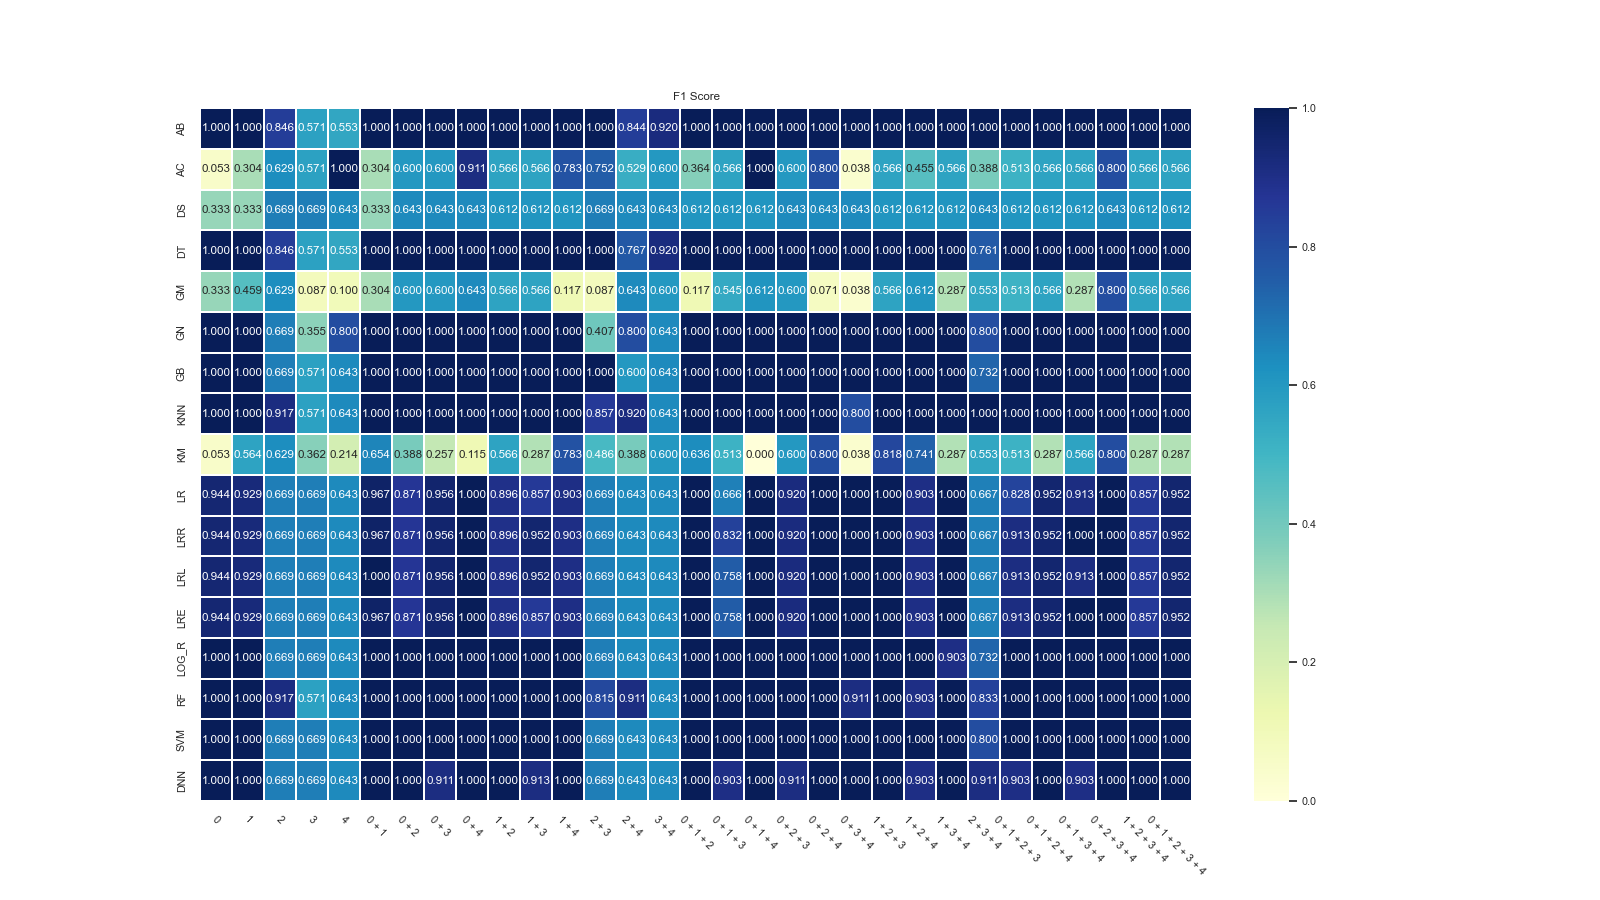 F1 Score
AB 1.000 1.000 0.846 0.571 0.553 1.000 1.000 1.000 1.000 1.000 1.000 1.000 1.000 0.844 0.920 1.000 1.000 1.000 1.000 1.000 1.000 1.000 1.000 1.000 1.000 1.000 1.000 1.000 1.000 1.000 1.000
AC 0.053 0.304 0.629 0.571 1.000 0.304 0.600 0.600 0.911 0.566 0.566 0.783 0.752 0.529 0.600 0.364 0.566 1.000 0.600 0.800 0.038 0.566 0.455 0.566 0.388 0.513 0.566 0.566 0.800 0.566 0.566
DS 0.333 0.333 0.669 0.669 0.643 0.333 0.643 0.643 0.643 0.612 0.612 0.612 0.669 0.643 0.643 0.612 0.612 0.612 0.643 0.643 0.643 0.612 0.612 0.612 0.643 0.612 0.612 0.612 0.643 0.612 0.612
DT 1.000 1.000 0.846 0.571 0.553 1.000 1.000 1.000 1.000 1.000 1.000 1.000 1.000 0.767 0.920 1.000 1.000 1.000 1.000 1.000 1.000 1.000 1.000 1.000 0.761 1.000 1.000 1.000 1.000 1.000 1.000
GM 0.333 0.459 0.629 0.087 0.100 0.304 0.600 0.600 0.643 0.566 0.566 0.117 0.087 0.643 0.600 0.117 0.545 0.612 0.600 0.071 0.038 0.566 0.612 0.287 0.553 0.513 0.566 0.287 0.800 0.566 0.566
GN 1.000 1.000 0.669 0.355 0.800 1.000 1.000 1.000 1.000 1.000 1.000 1.000 0.407 0.800 0.643 1.000 1.000 1.000 1.000 1.000 1.000 1.000 1.000 1.000 0.800 1.000 1.000 1.000 1.000 1.000 1.000
GB 1.000 1.000 0.669 0.571 0.643 1.000 1.000 1.000 1.000 1.000 1.000 1.000 1.000 0.600 0.643 1.000 1.000 1.000 1.000 1.000 1.000 1.000 1.000 1.000 0.732 1.000 1.000 1.000 1.000 1.000 1.000
KNN 1.000 1.000 0.917 0.571 0.643 1.000 1.000 1.000 1.000 1.000 1.000 1.000 0.857 0.920 0.643 1.000 1.000 1.000 1.000 1.000 0.800 1.000 1.000 1.000 1.000 1.000 1.000 1.000 1.000 1.000 1.000
KM 0.053 0.564 0.629 0.362 0.214 0.654 0.388 0.257 0.115 0.566 0.287 0.783 0.486 0.388 0.600 0.636 0.513 0.000 0.600 0.800 0.038 0.818 0.741 0.287 0.553 0.513 0.287 0.566 0.800 0.287 0.287
LR 0.944 0.929 0.669 0.669 0.643 0.967 0.871 0.956 1.000 0.896 0.857 0.903 0.669 0.643 0.643 1.000 0.666 1.000 0.920 1.000 1.000 1.000 0.903 1.000 0.667 0.828 0.952 0.913 1.000 0.857 0.952
LRR 0.944 0.929 0.669 0.669 0.643 0.967 0.871 0.956 1.000 0.896 0.952 0.903 0.669 0.643 0.643 1.000 0.832 1.000 0.920 1.000 1.000 1.000 0.903 1.000 0.667 0.913 0.952 1.000 1.000 0.857 0.952
LRL 0.944 0.929 0.669 0.669 0.643 1.000 0.871 0.956 1.000 0.896 0.952 0.903 0.669 0.643 0.643 1.000 0.758 1.000 0.920 1.000 1.000 1.000 0.903 1.000 0.667 0.913 0.952 0.913 1.000 0.857 0.952
LRE 0.944 0.929 0.669 0.669 0.643 0.967 0.871 0.956 1.000 0.896 0.857 0.903 0.669 0.643 0.643 1.000 0.758 1.000 0.920 1.000 1.000 1.000 0.903 1.000 0.667 0.913 0.952 1.000 1.000 0.857 0.952
LOG_R 1.000 1.000 0.669 0.669 0.643 1.000 1.000 1.000 1.000 1.000 1.000 1.000 0.669 0.643 0.643 1.000 1.000 1.000 1.000 1.000 1.000 1.000 1.000 0.903 0.732 1.000 1.000 1.000 1.000 1.000 1.000
RF 1.000 1.000 0.917 0.571 0.643 1.000 1.000 1.000 1.000 1.000 1.000 1.000 0.815 0.911 0.643 1.000 1.000 1.000 1.000 1.000 0.911 1.000 0.903 1.000 0.833 1.000 1.000 1.000 1.000 1.000 1.000
SVM 1.000 1.000 0.669 0.669 0.643 1.000 1.000 1.000 1.000 1.000 1.000 1.000 0.669 0.643 0.643 1.000 1.000 1.000 1.000 1.000 1.000 1.000 1.000 1.000 0.800 1.000 1.000 1.000 1.000 1.000 1.000
DNN 1.000 1.000 0.669 0.669 0.643 1.000 1.000 0.911 1.000 1.000 0.913 1.000 0.669 0.643 0.643 1.000 0.903 1.000 0.911 1.000 1.000 1.000 0.903 1.000 0.911 0.903 1.000 0.903 1.000 1.000 1.000
0 1 2 3 4 0 + 1 0 + 2 0 + 3 0 + 4 1 + 2 1 + 3 1 + 4 2 + 3 2 + 4 3 + 4 0 + 1 + 2 0 + 1 + 3 0 + 1 + 4 0 + 2 + 3 0 + 2 + 4 0 + 3 + 4 1 + 2 + 3 1 + 2 + 4 1 + 3 + 4 2 + 3 + 4 0 + 1 + 2 + 3 0 + 1 + 2 + 4 0 + 1 + 3 + 4 0 + 2 + 3 + 4 1 + 2 + 3 + 4 0 + 1 + 2 + 3 + 4
1.0
0.8
0.6
0.4
0.2
0.0